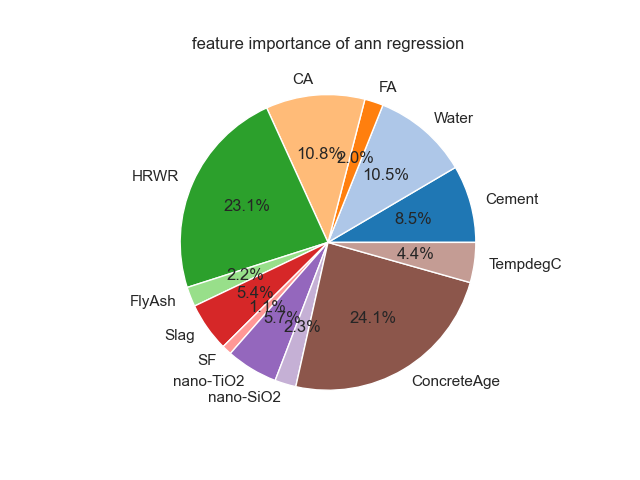 feature importance of ann regression
CA
FA
Water
10.8%
2.0%
10.5%
HRWR
23.1%
Cement
8.5%
4.4%
TempdegC
2.2%
FlyAsh
5.4%
1.1%
5.7%
2.3%
24.1%
Slag
SF
nano-TiO2
nano-SiO2
ConcreteAge